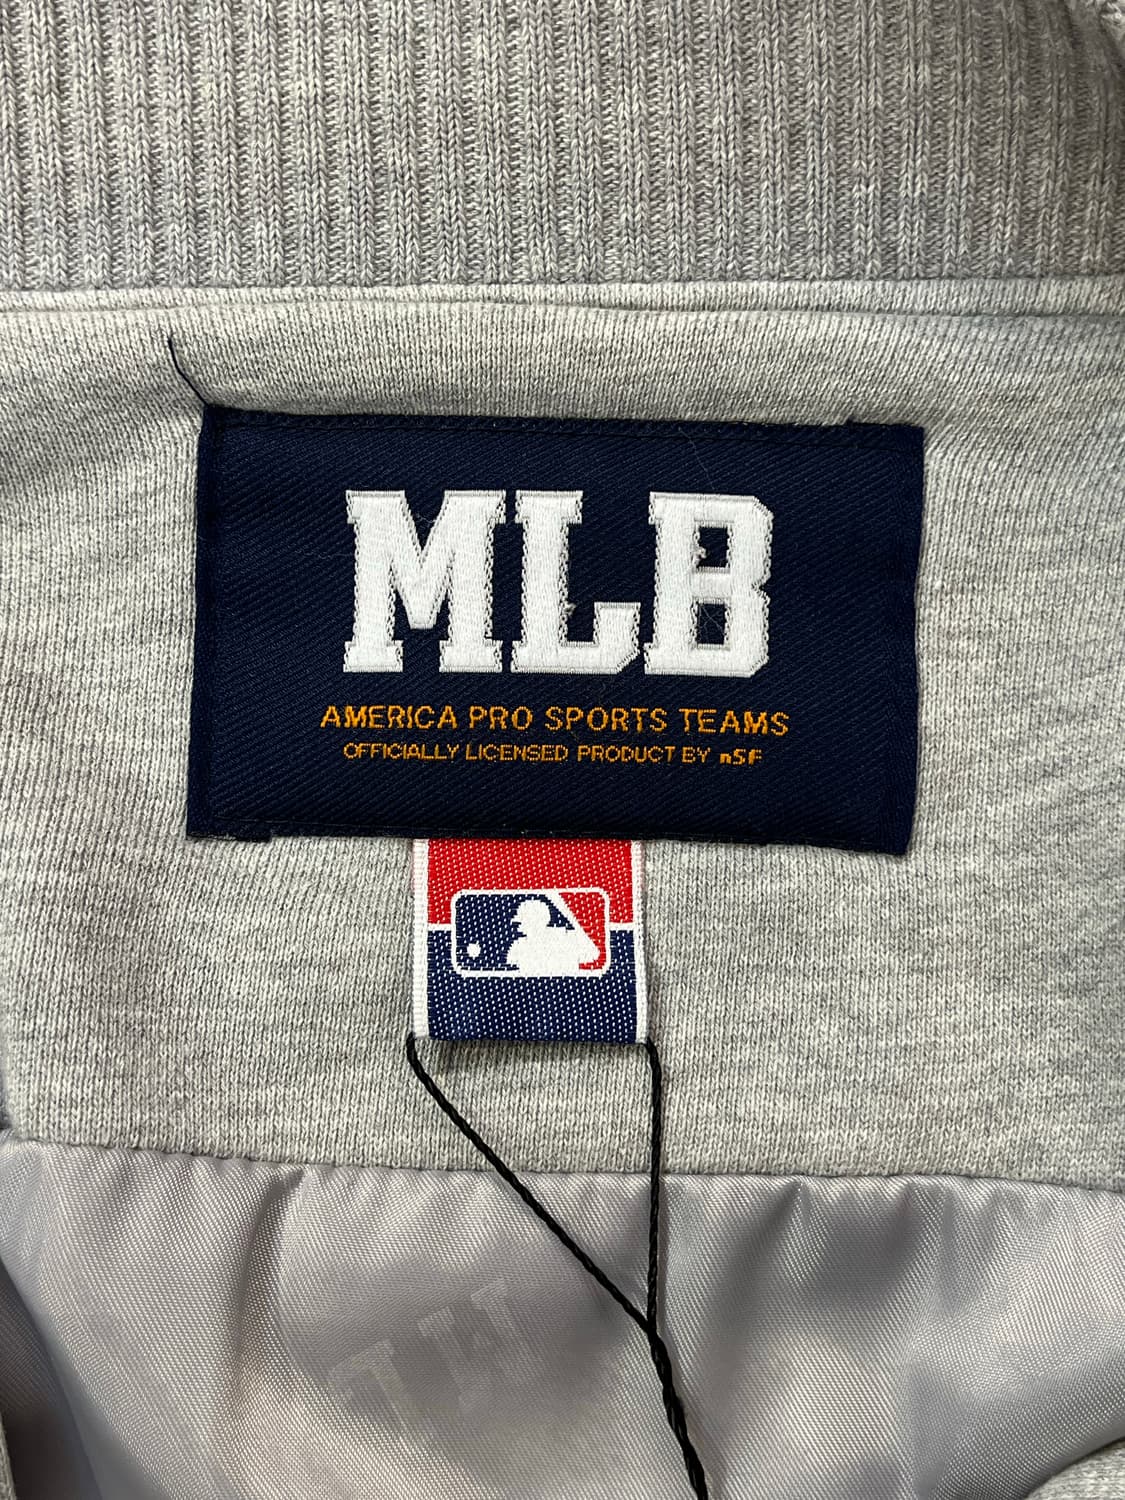 MLB
AMERICA PRO SPORTS TEAMS
OFFICIALLY LICENSED PRODUCT BY nSF